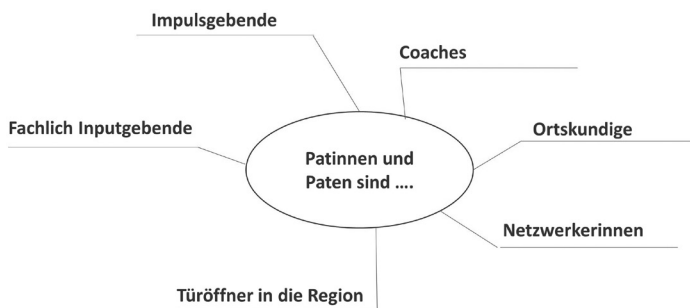 Impulsgebende
Coaches
Fachlich Inputgebende
Ortskundige
Patinnen und
Paten sind ....
Netzwerkerinnen
Türöffner in die Region